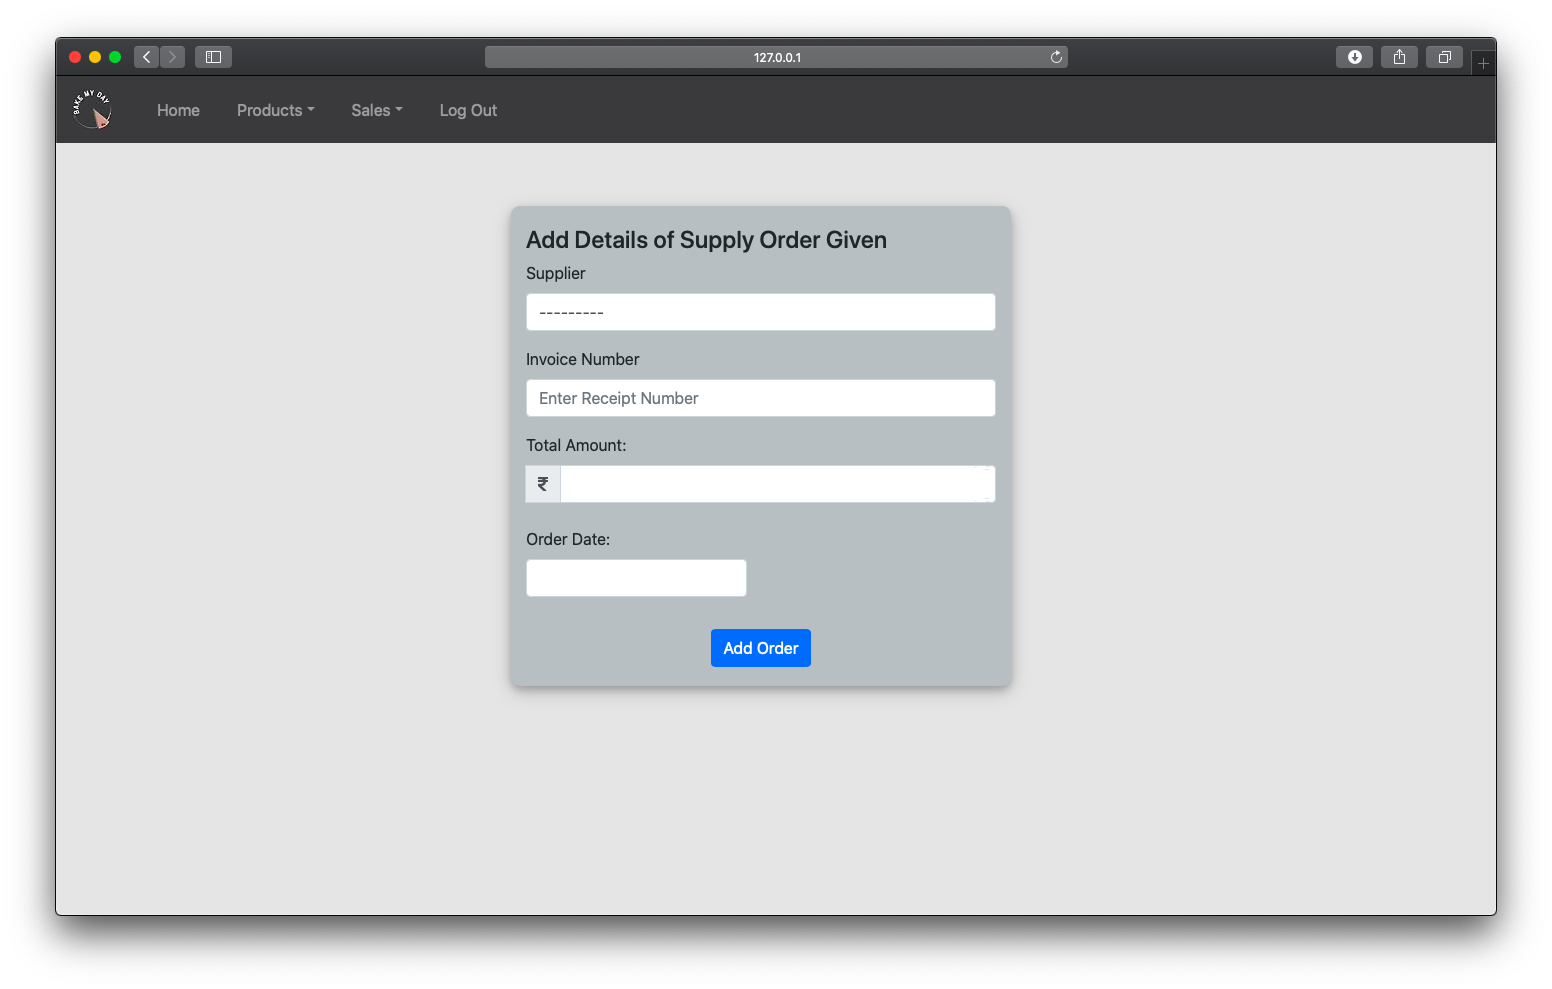 127.0.0.1
BAKE MY DAY
Home Products Sales Log Out
Add Details of Supply Order Given
Supplier
---------
Invoice Number
Enter Receipt Number
Total Amount:
₹
Order Date:
Add Order